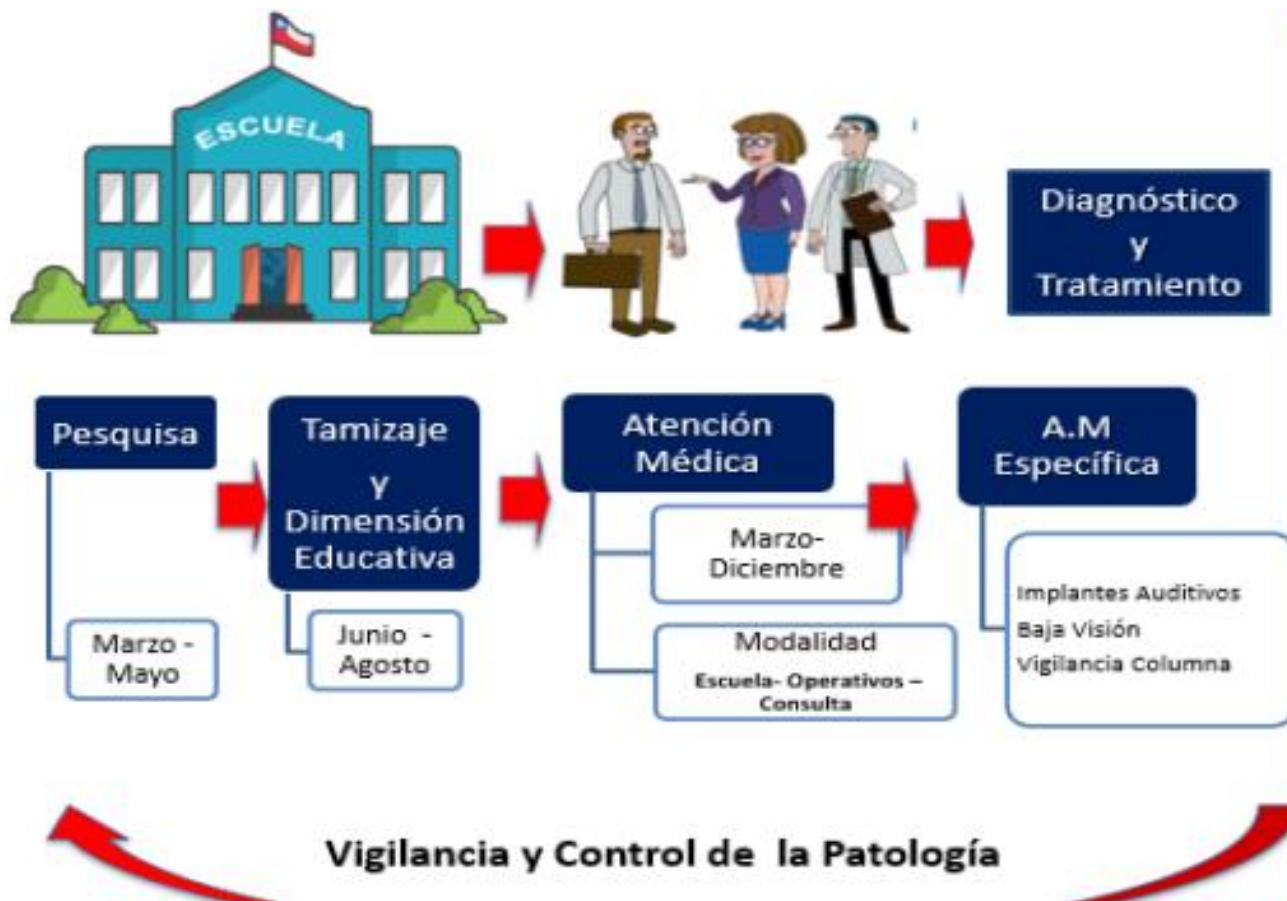 ESCUELA
Diagnóstico
y
Tratamiento
Pesquisa
Marzo -
Mayo
Tamizaje
y
Dimensión
Educativa
Junio -
Agosto
Atención
Médica
Marzo-
Diciembre
Modalidad
Escuela- Operativos –
Consulta
A.M
Específica
Implantes Auditivos
Baja Visión
Vigilancia Columna
Vigilancia y Control de la Patología